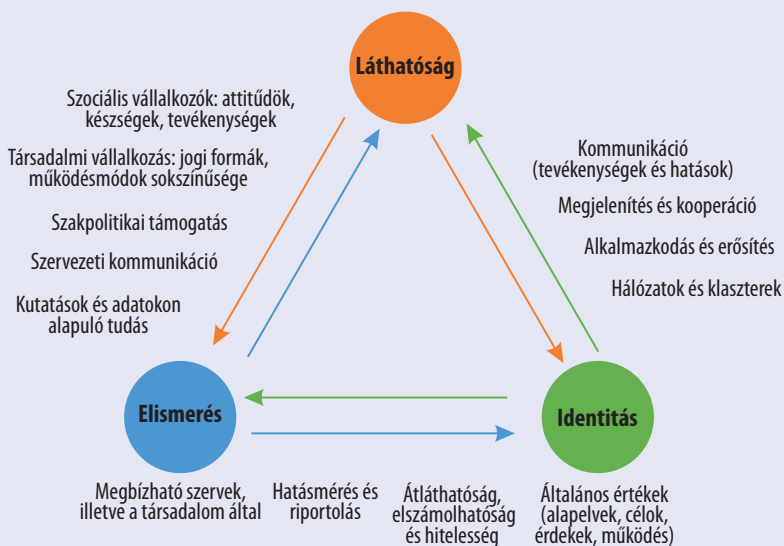 Láthatóság
Szociális vállalkozók: attitűdök,
készségek, tevékenységek
Társadalmi vállalkozás: jogi formák,
működésmódok sokszínűsége
Szakpolitikai támogatás
Szervezeti kommunikáció
Kutatások és adatokon
alapuló tudás
Kommunikáció
(tevékenységek és hatások)
Megjelenítés és kooperáció
Alkalmazkodás és erősítés
Hálózatok és klaszterek
Elismerés
Identitás
Megbízható szervek,
illetve a társadalom által
Hatásmérés és
riportolás
Átláthatóság,
elszámolhatóság
és hitelesség
Általános értékek
(alapelvek, célok,
érdekek, működés)